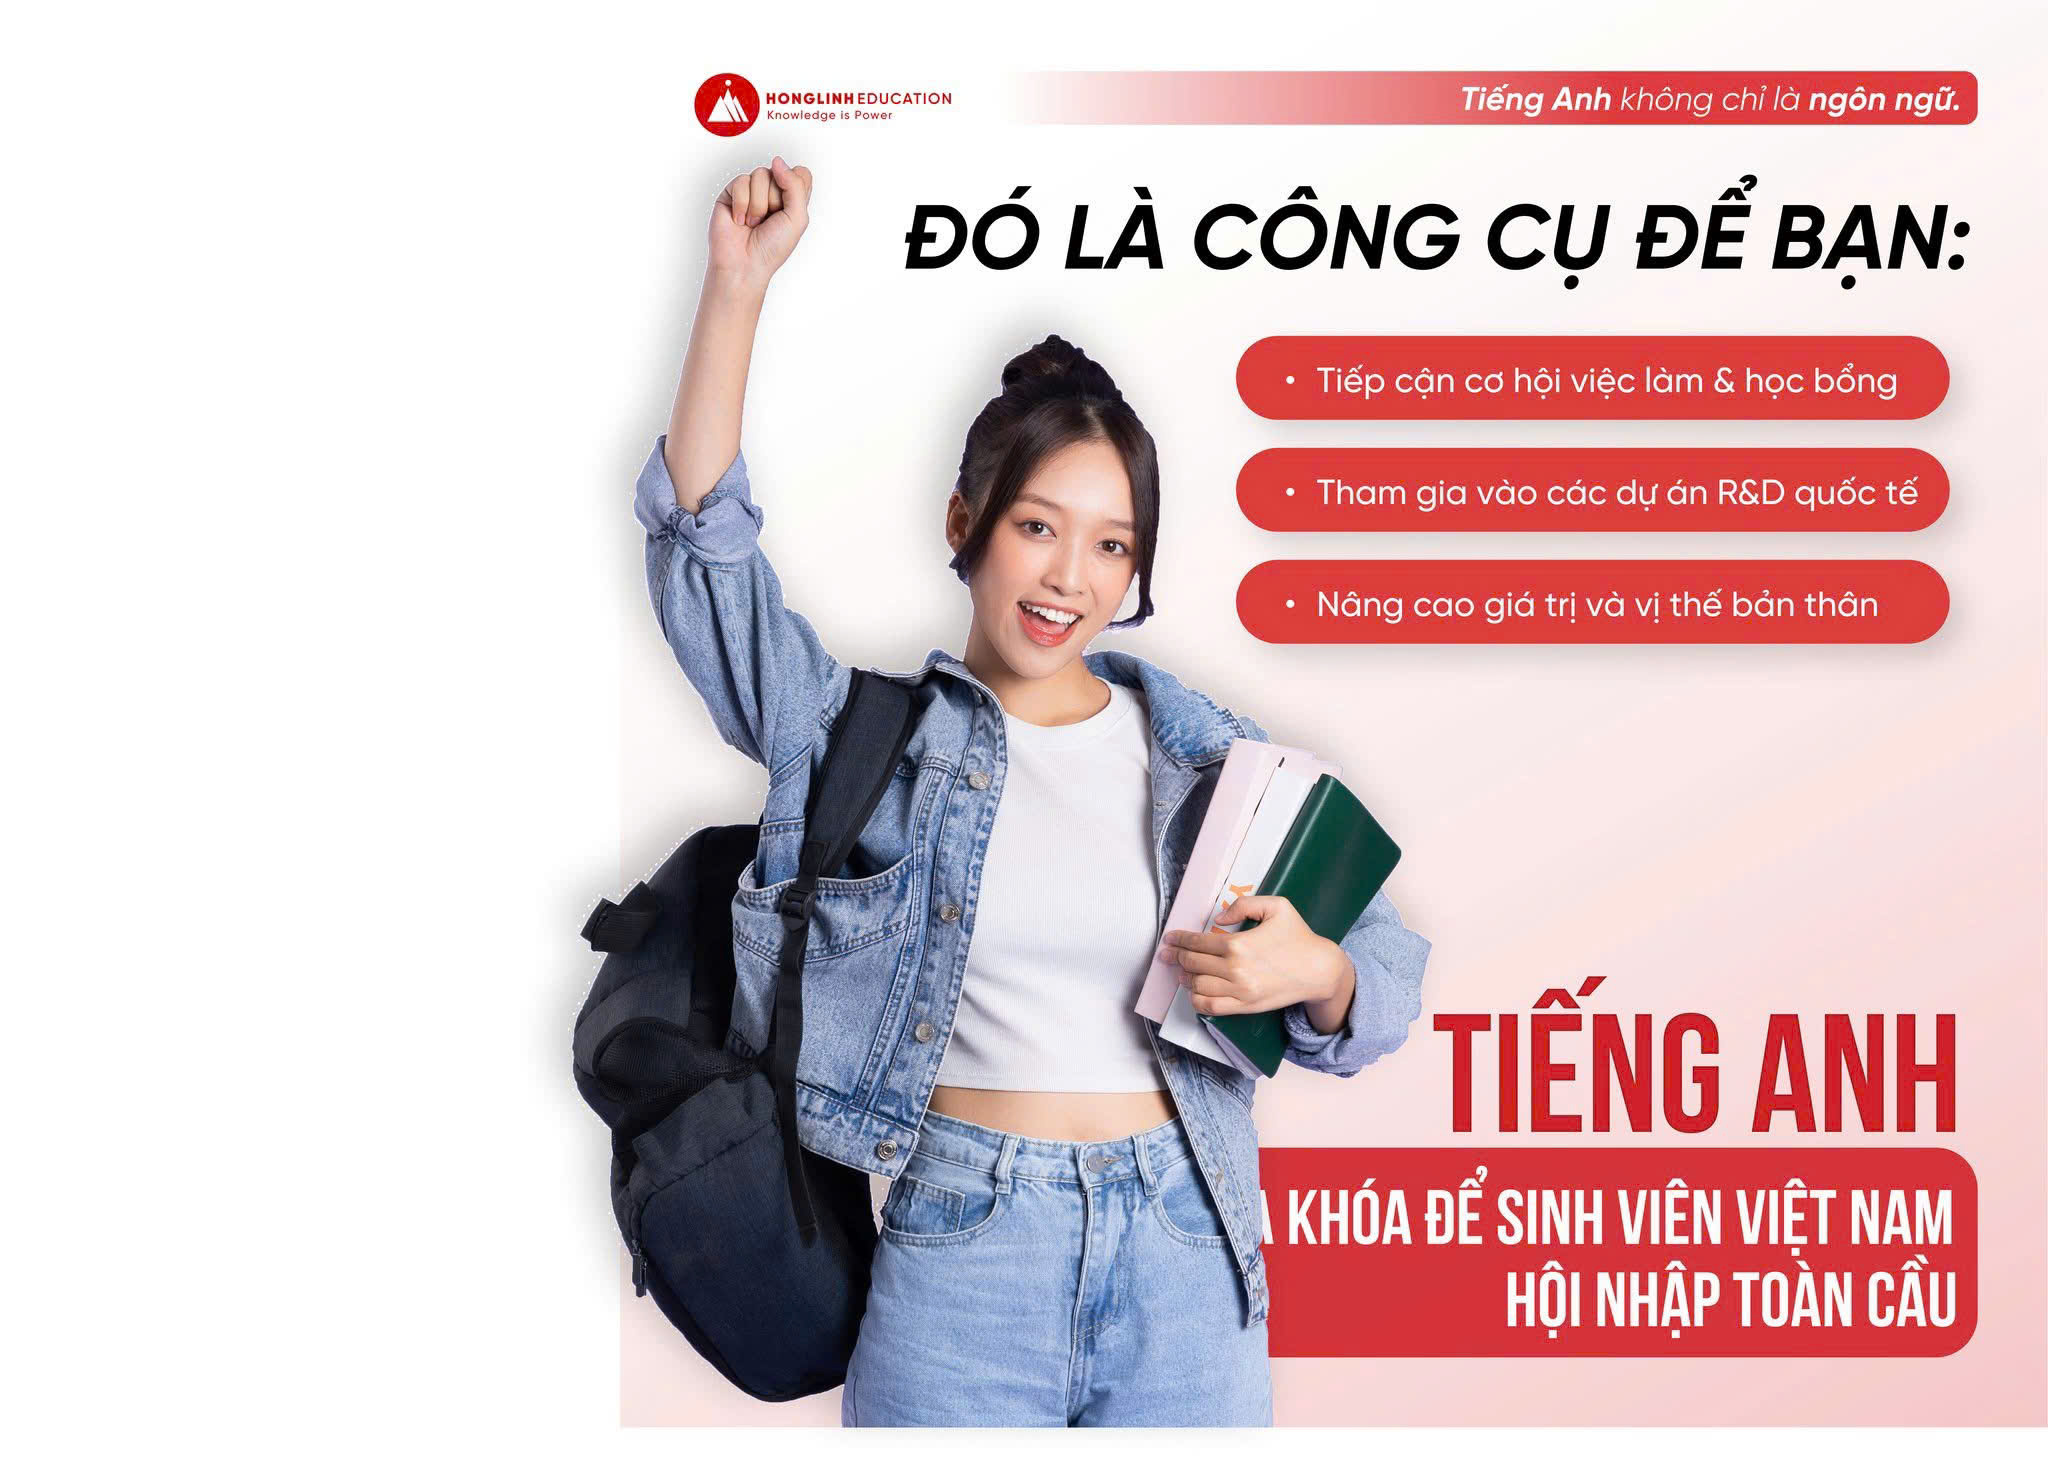 HONGLINH EDUCATION
Knowledge is Power
Tiếng Anh không chỉ là ngôn ngữ.
ĐÓ LÀ CÔNG CỤ ĐỂ BẠN:
• Tiếp cận cơ hội việc làm & học bổng
• Tham gia vào các dự án R&D quốc tế
• Nâng cao giá trị và vị thế bản thân
TIẾNG ANH
KHÓA ĐỂ SINH VIÊN VIỆT NAM
HỘI NHẬP TOÀN CẦU